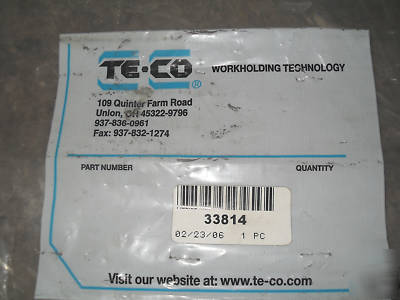 TE-CO ® WORKHOLDING TECHNOLOGY
109 Quinter Farm Road
Union, OH 45322-9796
937-836-0961
Fax: 937-832-1274
PART NUMBER QUANTITY
33814
02/23/06 1 PC
Visit our website at: www.te-co.com